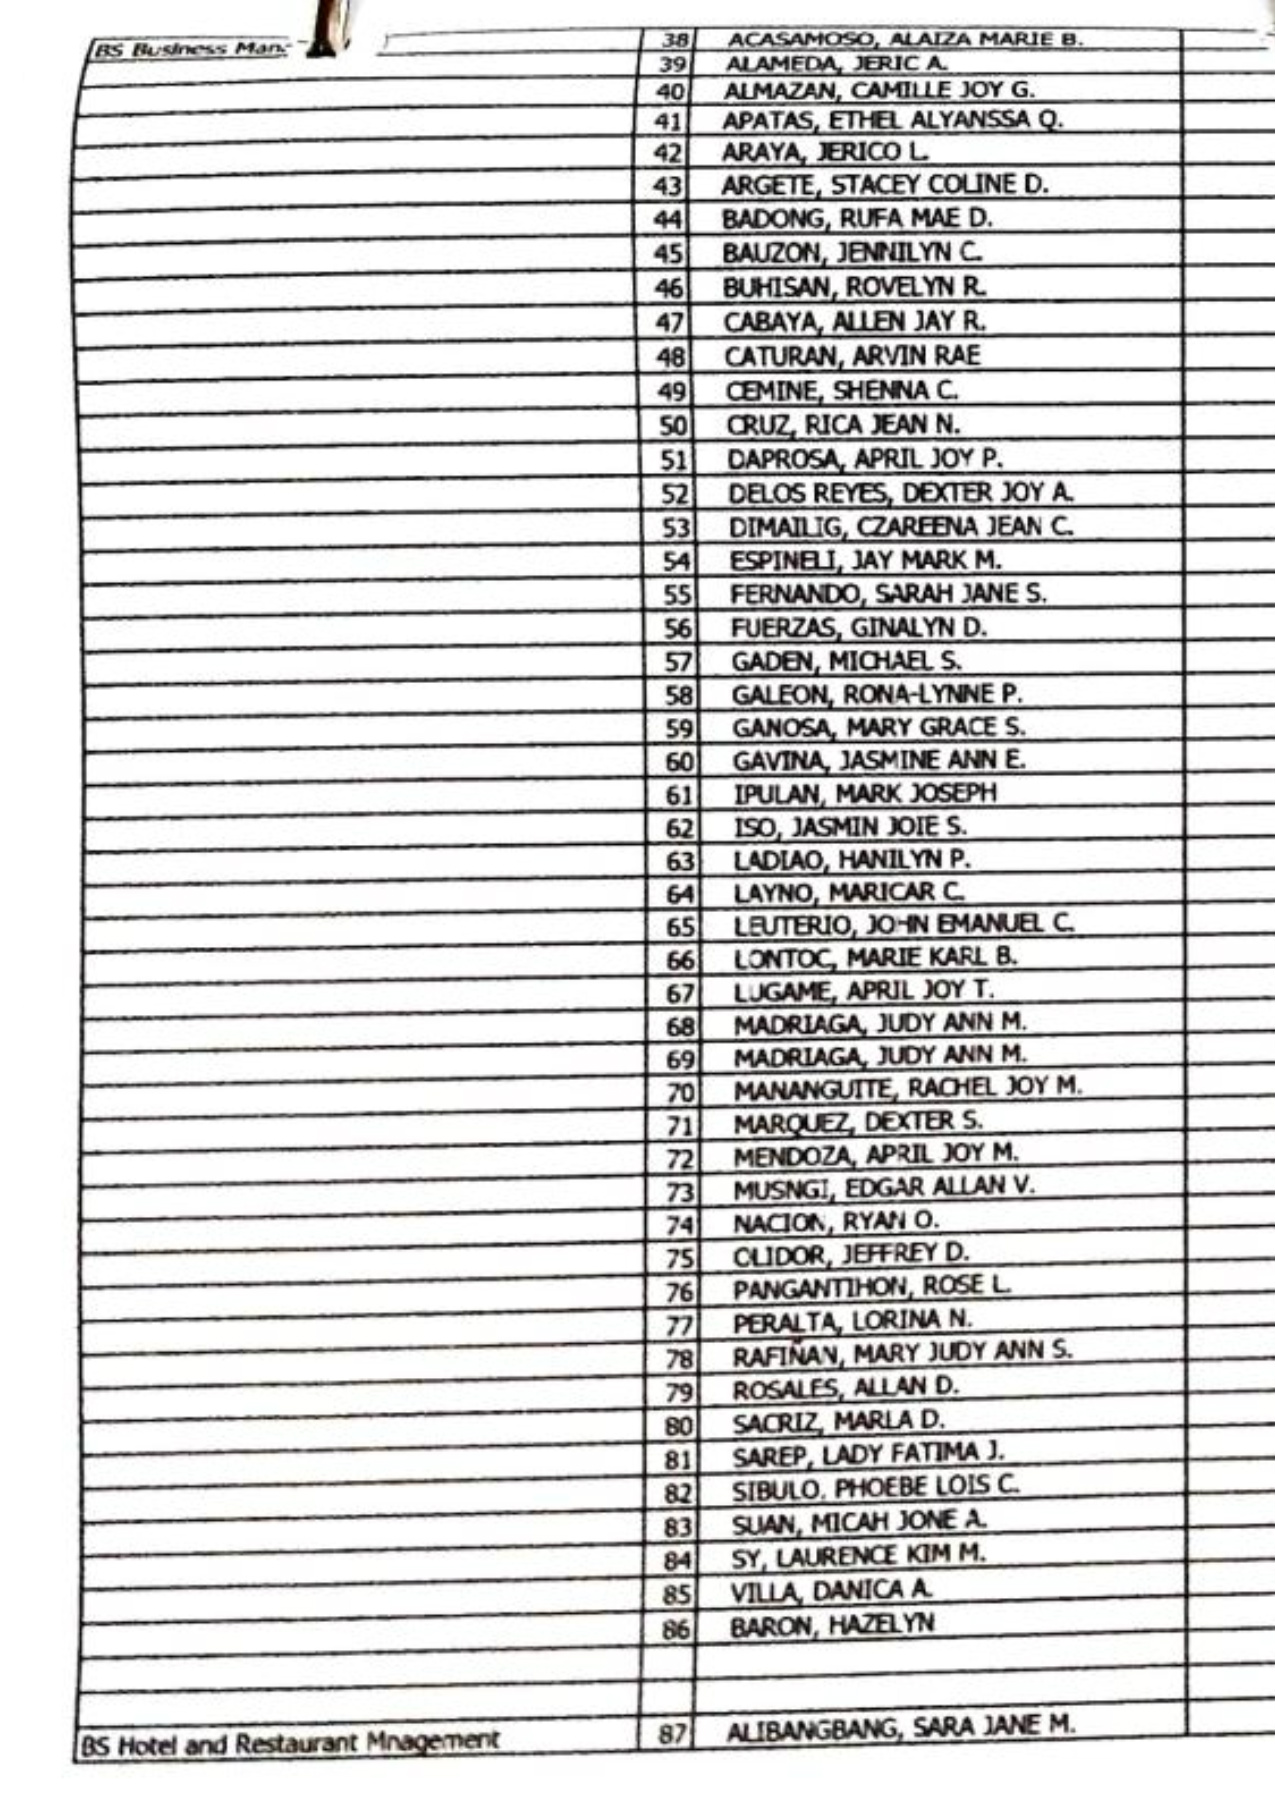 BS Business Man 38 ACASAMOSO, ALAIZA MARIE B.
39 ALAMEDA, JERIC A.
40 ALMAZAN, CAMILLE JOY G.
41 APATAS, ETHEL ALYANSSA Q.
42 ARAYA, JERICO L.
43 ARGETE, STACEY COLINE D.
44 BADONG, RUFA MAE D.
45 BAUZON, JENNILYN C.
46 BUHISAN, ROVELYN R.
47 CABAYA, ALLEN JAY R.
48 CATURAN, ARVIN RAE
49 CEMINE, SHENNA C.
50 CRUZ, RICA JEAN N.
51 DAPROSA, APRIL JOY P.
52 DELOS REYES, DEXTER JOY A.
53 DIMAILIG, CZAREENA JEAN C.
54 ESPINELI, JAY MARK M.
55 FERNANDO, SARAH JANE S.
56 FUERZAS, GINALYN D.
57 GADEN, MICHAEL S.
58 GALEON, RONA-LYNNE P.
59 GANOSA, MARY GRACE S.
60 GAVINA, JASMINE ANN E.
61 IPULAN, MARK JOSEPH
62 ISO, JASMIN JOIE S.
63 LADIAO, HANILYN P.
64 LAYNO, MARICAR C.
65 LEUTERIO, JOHN EMANUEL C.
66 LONTOC, MARIE KARL B.
67 LUGAME, APRIL JOY T.
68 MADRIAGA, JUDY ANN M.
69 MADRIAGA, JUDY ANN M.
70 MANANGUITE, RACHEL JOY M.
71 MARQUEZ, DEXTER S.
72 MENDOZA, APRIL JOY M.
73 MUSNGI, EDGAR ALLAN V.
74 NACION, RYAN O.
75 OLIDOR, JEFFREY D.
76 PANGANTIHON, ROSE L.
77 PERALTA, LORINA N.
78 RAFIÑAN, MARY JUDY ANN S.
79 ROSALES, ALLAN D.
80 SACRIZ, MARLA D.
81 SAREP, LADY FATIMA J.
82 SIBULO. PHOEBE LOIS C.
83 SUAN, MICAH JONE A.
84 SY, LAURENCE KIM M.
85 VILLA, DANICA A.
86 BARON, HAZELYN
BS Hotel and Restaurant Mnagement 87 ALIBANGBANG, SARA JANE M.